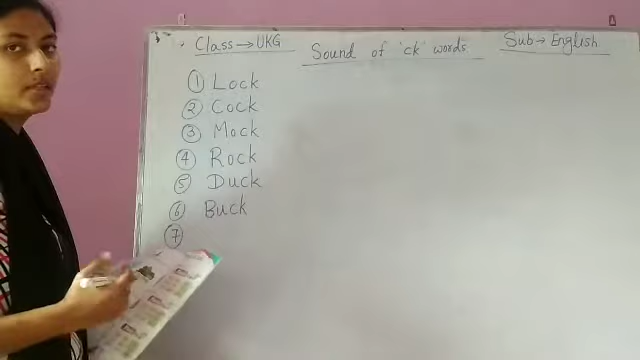 Class → UKG
Sound of 'ck' words
Sub → English
① Lock
② Cock
③ Mock
④ Rock
⑤ Duck
⑥ Buck
⑦